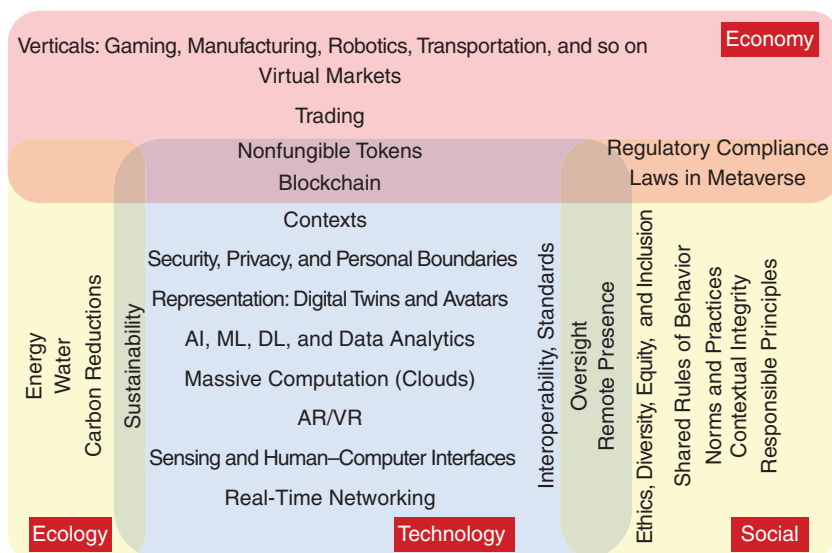 Verticals: Gaming, Manufacturing, Robotics, Transportation, and so on
Economy
Virtual Markets
Trading
Nonfungible Tokens
Blockchain
Regulatory Compliance
Laws in Metaverse
Contexts
Security, Privacy, and Personal Boundaries
Representation: Digital Twins and Avatars
AI, ML, DL, and Data Analytics
Massive Computation (Clouds)
AR/VR
Sensing and Human–Computer Interfaces
Real-Time Networking
Energy
Water
Carbon Reductions
Sustainability
Interoperability, Standards
Oversight
Remote Presence
Ethics, Diversity, Equity, and Inclusion
Shared Rules of Behavior
Norms and Practices
Contextual Integrity
Responsible Principles
Ecology
Technology
Social